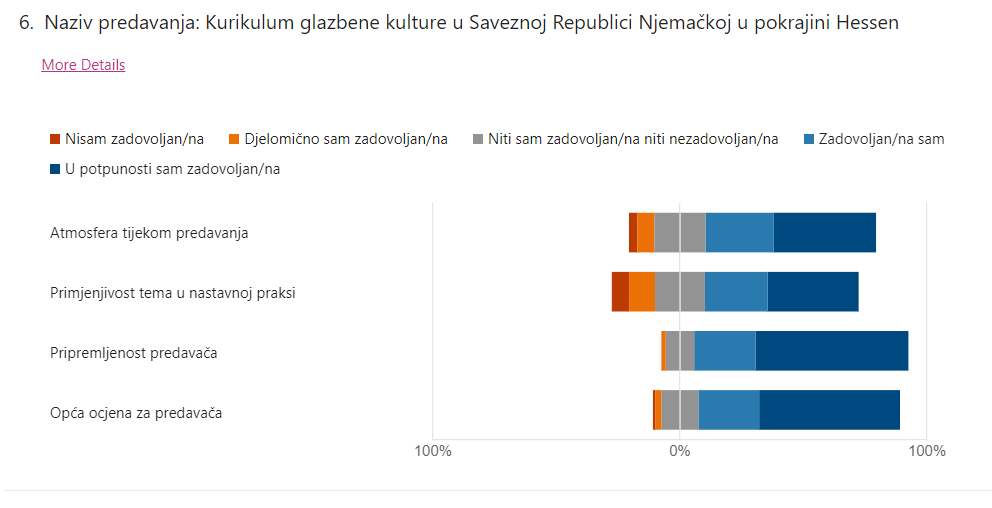 6. Naziv predavanja: Kurikulum glazbene kulture u Saveznoj Republici Njemačkoj u pokrajini Hessen
More Details
Nisam zadovoljan/na Djelomično sam zadovoljan/na Niti sam zadovoljan/na niti nezadovoljan/na Zadovoljan/na sam
U potpunosti sam zadovoljan/na
Atmosfera tijekom predavanja
Primjenjivost tema u nastavnoj praksi
Pripremljenost predavača
Opća ocjena za predavača
100% 0% 100%